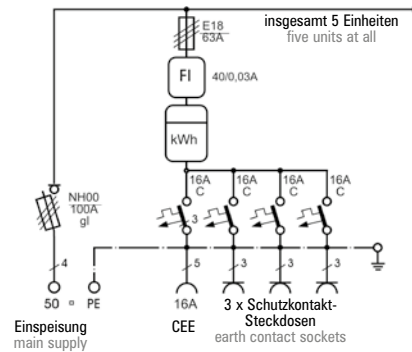 insgesamt 5 Einheiten
five units at all
E18
63A
FI
40/0,03A
kWh
16A
C
16A
C
16A
C
16A
C
NH00
100A
gl
3
4
5
3
3
3
50 ¤
PE
16A
3 x Schutzkontakt-
Steckdosen
earth contact sockets
Einspeisung
main supply
CEE